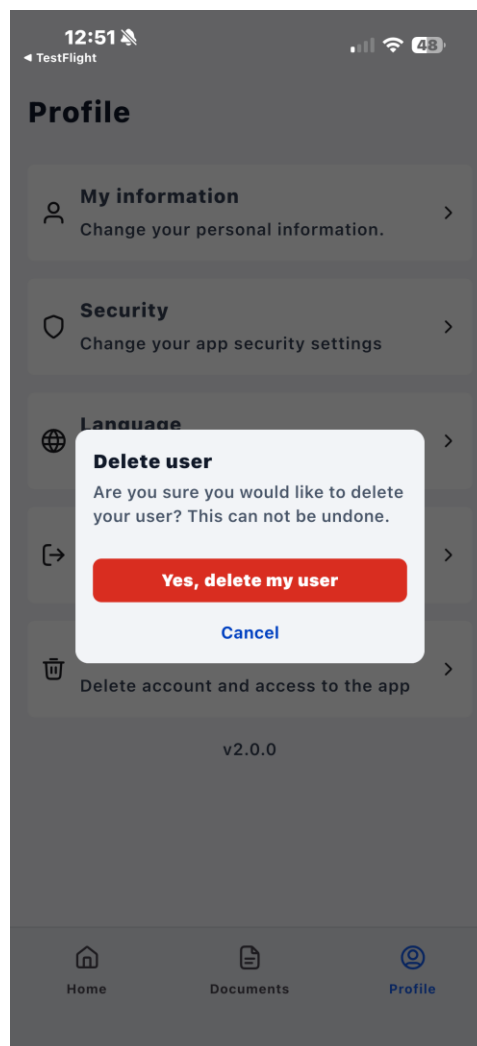 12:51
◀ TestFlight
48
Profile
My information
Change your personal information.
Security
Change your app security settings
Language
Delete user
Are you sure you would like to delete
your user? This can not be undone.
Yes, delete my user
Cancel
Delete account and access to the app
v2.0.0
Home
Documents
Profile